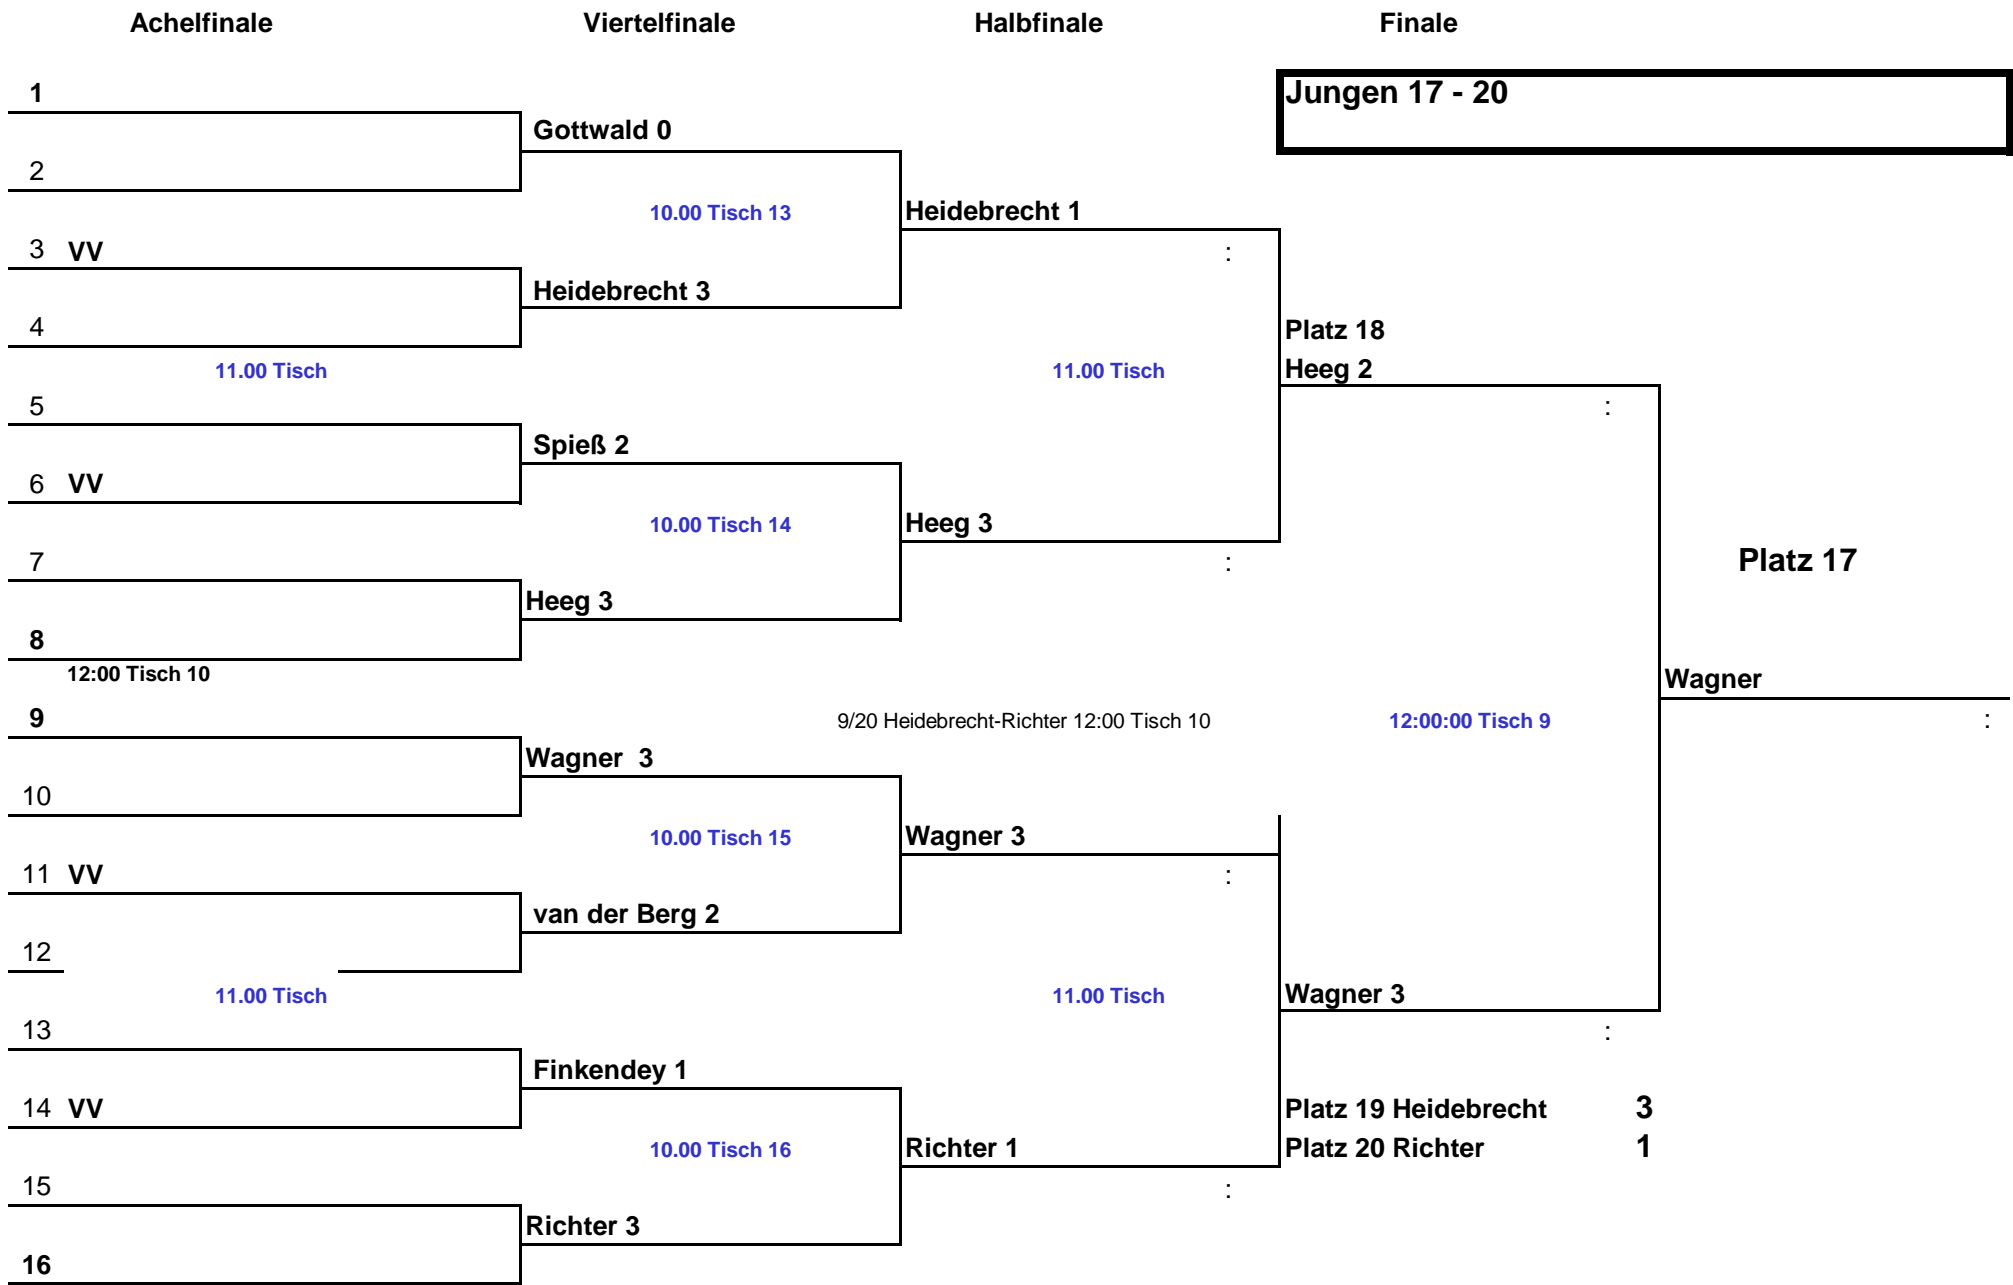 Achelfinale Viertelfinale Halbfinale Finale
1
Jungen 17 - 20
Gottwald 0
2
10.00 Tisch 13
Heidebrecht 1
3 VV
:
Heidebrecht 3
4
Platz 18
11.00 Tisch
11.00 Tisch
Heeg 2
5
:
Spieß 2
6 VV
10.00 Tisch 14
Heeg 3
7
:
Platz 17
Heeg 3
8
12:00 Tisch 10
Wagner
9
9/20 Heidebrecht-Richter 12:00 Tisch 10
12:00:00 Tisch 9
:
Wagner  3
10
10.00 Tisch 15
Wagner 3
11 VV
:
van der Berg 2
12
11.00 Tisch
11.00 Tisch
Wagner 3
13
:
Finkendey 1
14 VV
Platz 19 Heidebrecht 3
10.00 Tisch 16
Richter 1
Platz 20 Richter 1
15
:
Richter 3
16